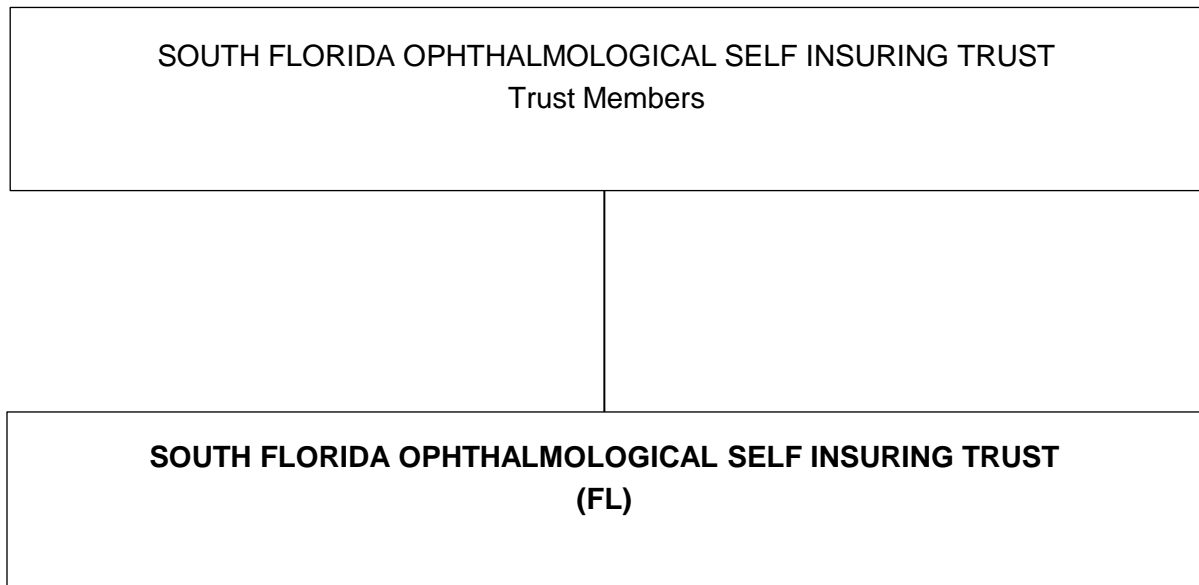 SOUTH FLORIDA OPHTHALMOLOGICAL SELF INSURING TRUST
Trust Members
SOUTH FLORIDA OPHTHALMOLOGICAL SELF INSURING TRUST
(FL)